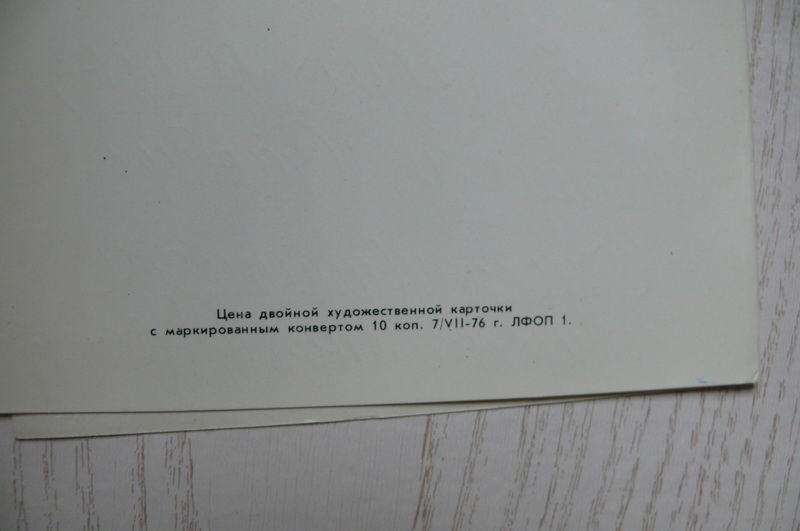 Цена двойной художественной карточки
с маркированным конвертом 10 коп. 7/VII-76 г. ЛФОП 1.